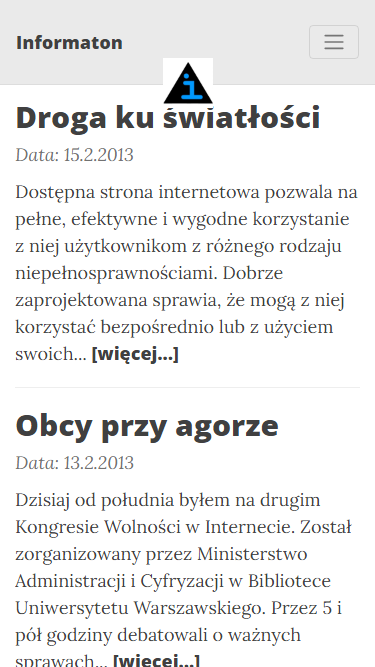 Informaton
Droga ku światłości
Data: 15.2.2013
Dostępna strona internetowa pozwala na
pełne, efektywne i wygodne korzystanie
z niej użytkownikom z różnego rodzaju
niepełnosprawnościami. Dobrze
zaprojektowana sprawia, że mogą z niej
korzystać bezpośrednio lub z użyciem
swoich... [więcej...]
Obcy przy agorze
Data: 13.2.2013
Dzisiaj od południa byłem na drugim
Kongresie Wolności w Internecie. Został
zorganizowany przez Ministerstwo
Administracji i Cyfryzacji w Bibliotece
Uniwersytetu Warszawskiego. Przez 5 i
pół godziny debatowali o ważnych
sprawach... [więcej...]